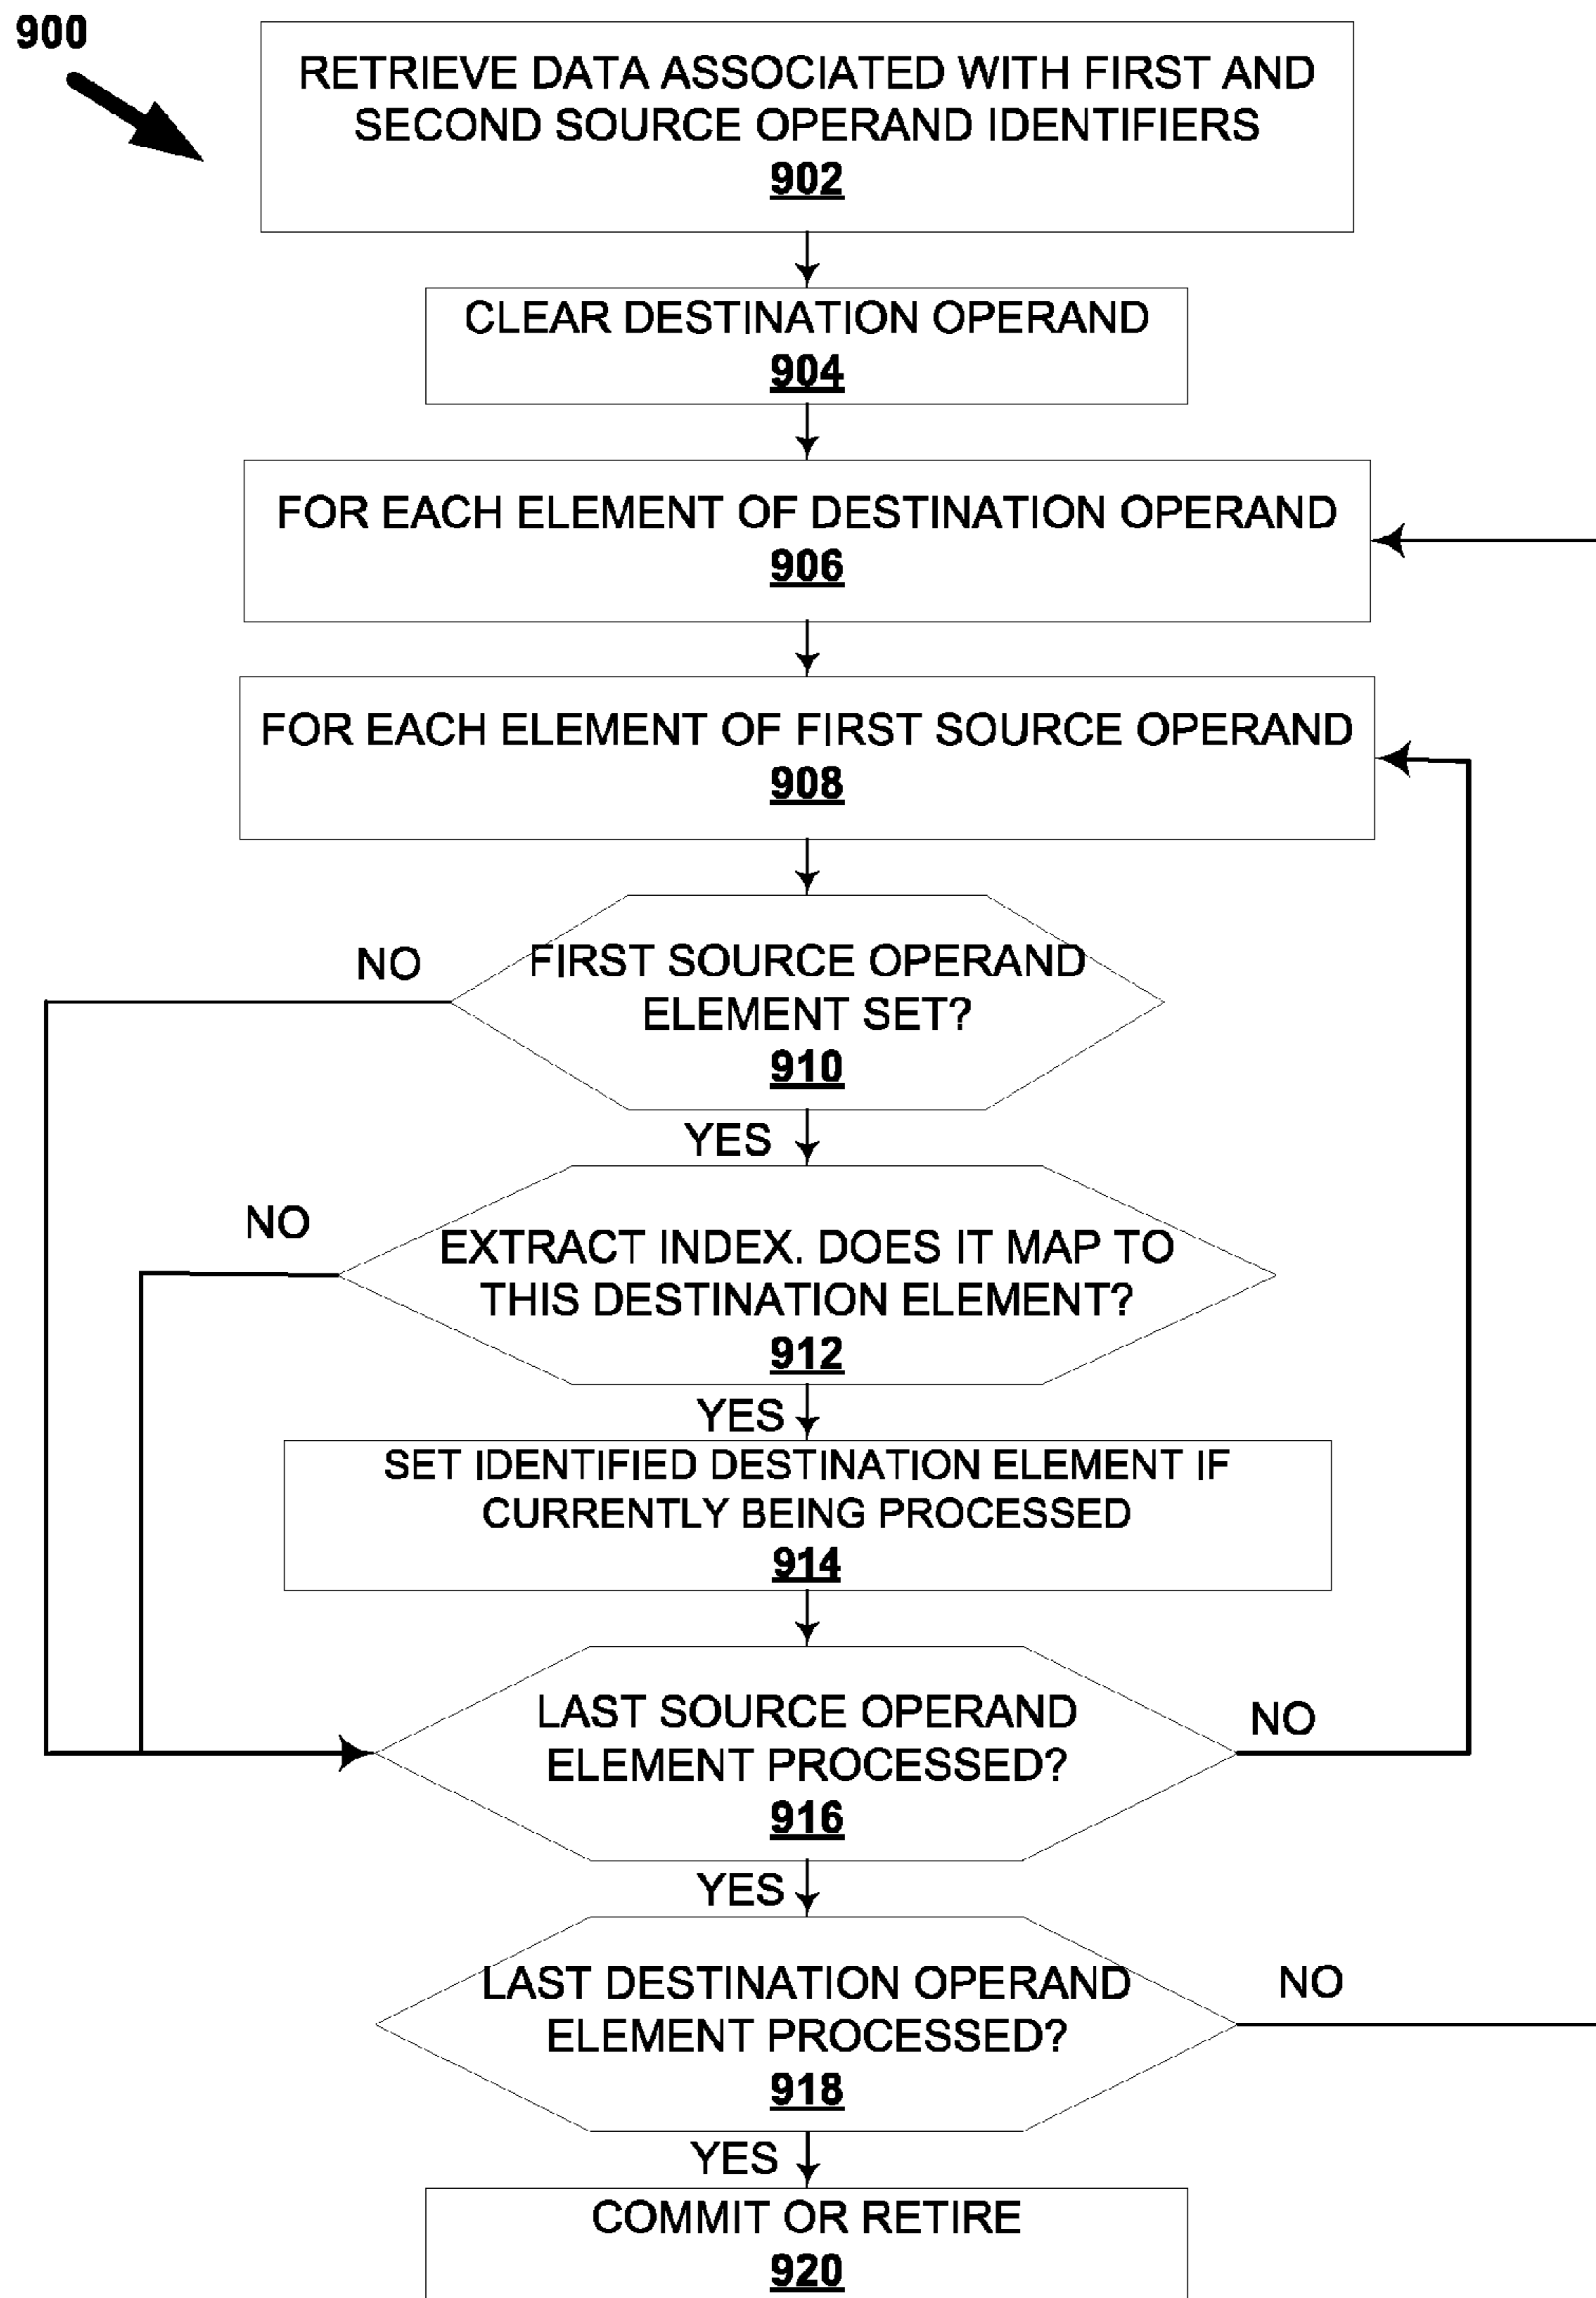 900
RETRIEVE DATA ASSOCIATED WITH FIRST AND
SECOND SOURCE OPERAND IDENTIFIERS
902
CLEAR DESTINATION OPERAND
904
FOR EACH ELEMENT OF DESTINATION OPERAND
906
FOR EACH ELEMENT OF FIRST SOURCE OPERAND
908
NO
FIRST SOURCE OPERAND
ELEMENT SET?
910
YES
NO
EXTRACT INDEX. DOES IT MAP TO
THIS DESTINATION ELEMENT?
912
YES
SET IDENTIFIED DESTINATION ELEMENT IF
CURRENTLY BEING PROCESSED
914
LAST SOURCE OPERAND
ELEMENT PROCESSED?
916
NO
YES
LAST DESTINATION OPERAND
ELEMENT PROCESSED?
918
NO
YES
COMMIT OR RETIRE
920